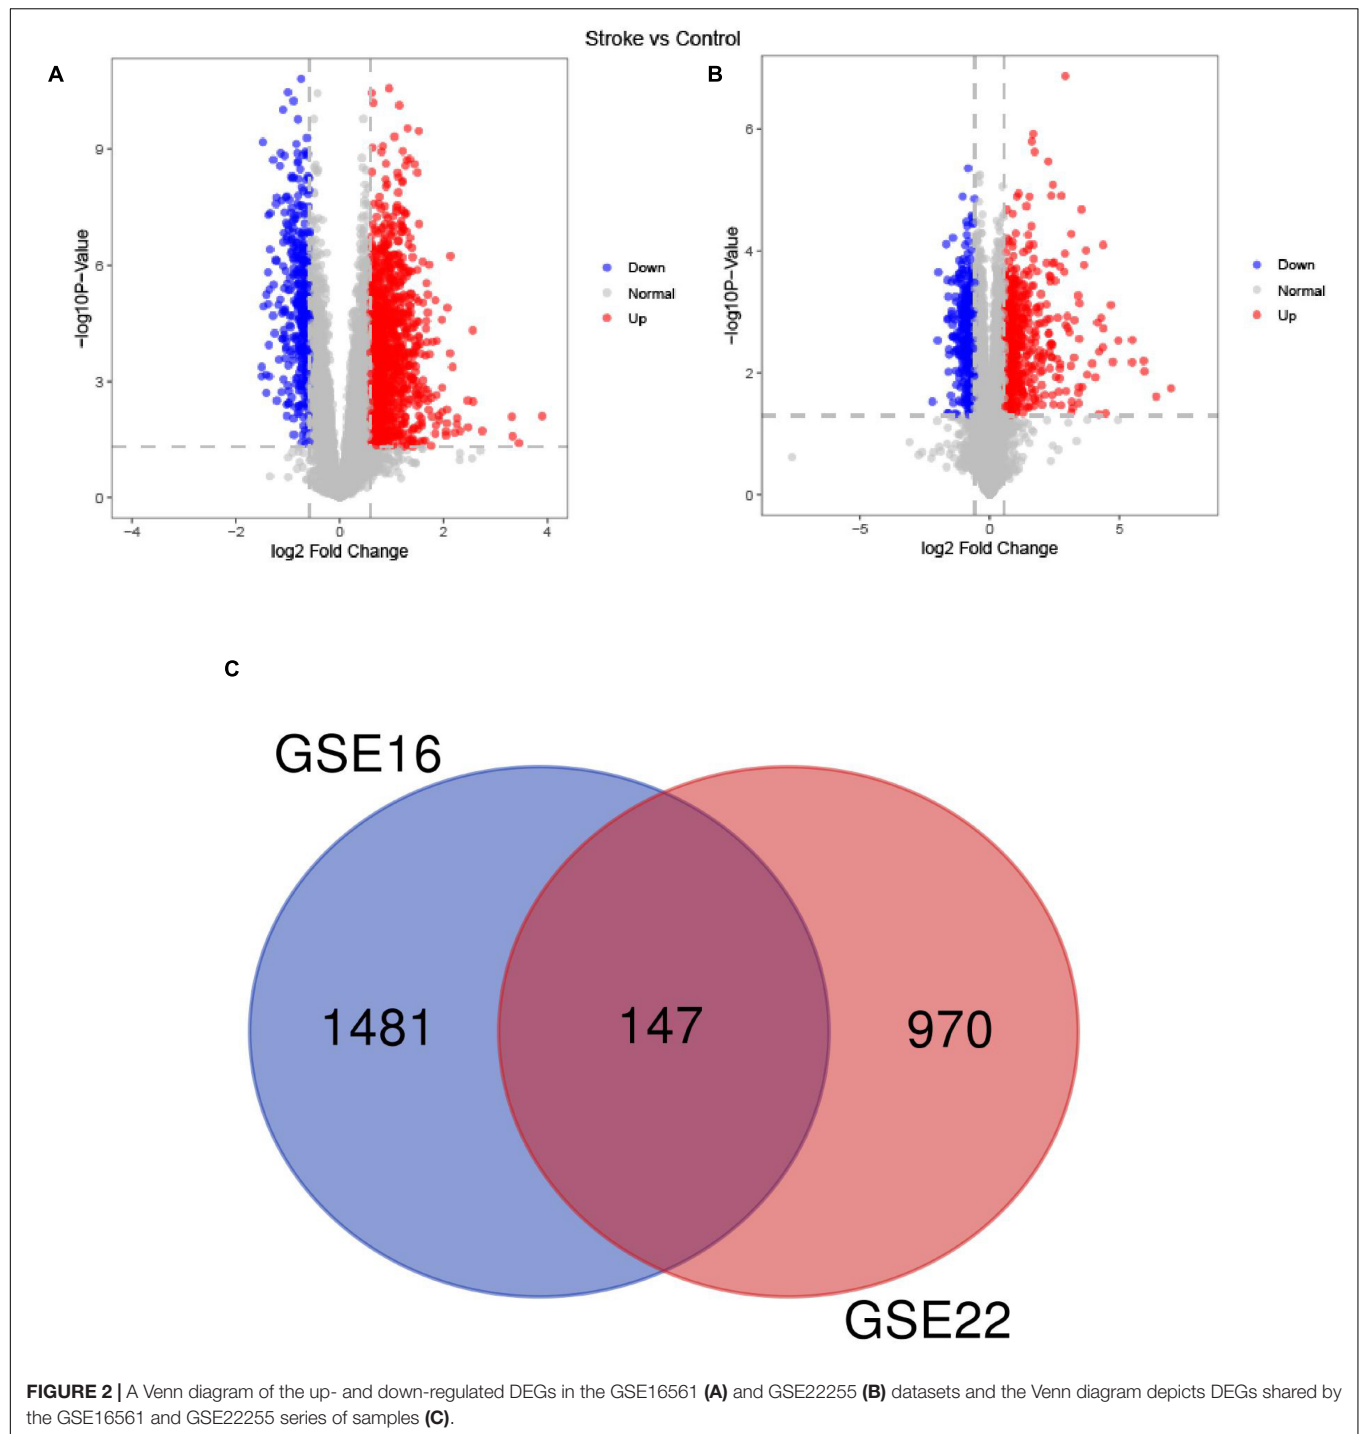 Stroke vs Control
A
9
6
3
0
−4
−2
0
2
4
−log10P−Value
log2 Fold Change
Down
Normal
Up
B
6
4
2
0
−5
0
5
−log10P−Value
log2 Fold Change
Down
Normal
Up
C
GSE16
1481
147
970
GSE22
FIGURE 2 | A Venn diagram of the up- and down-regulated DEGs in the GSE16561 (A) and GSE22255 (B) datasets and the Venn diagram depicts DEGs shared by
the GSE16561 and GSE22255 series of samples (C).